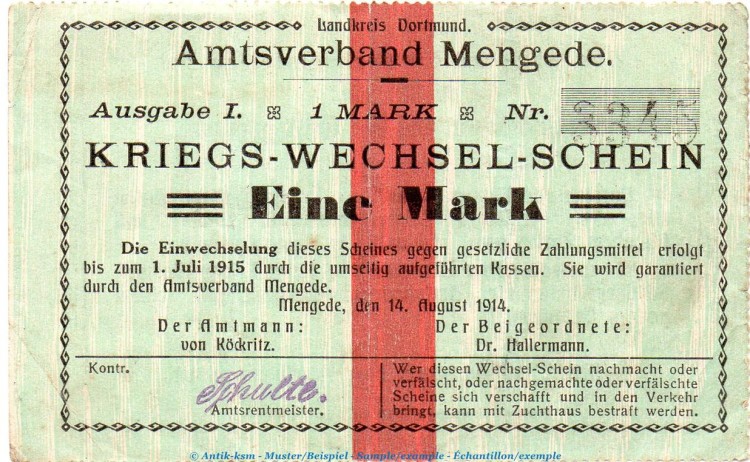 Landkreis Dortmund.
Amtsverband Mengede.
Ausgabe I. 1 MARK Nr. 3345
KRIEGS-WECHSEL-SCHEIN
Eine Mark
Die Einwechselung dieses Scheines gegen gesetzliche Zahlungsmittel erfolgt
bis zum 1. Juli 1915 durch die umseitig aufgeführten Kassen. Sie wird garantiert
durch den Amtsverband Mengede.
Mengede, den 14. August 1914.
Der Amtmann: Der Beigeordnete:
von Köckritz. Dr. Hallermann.
Kontr.
Schulte.
Amtsrentmeister.
Wer diesen Wechsel-Schein nachmacht oder
verfälscht, oder nachgemachte oder verfälschte
Scheine sich verschafft und in den Verkehr
bringt, kann mit Zuchthaus bestraft werden.
© Antik-ksm - Muster/Beispiel - Sample/example - Échantillon/exemple